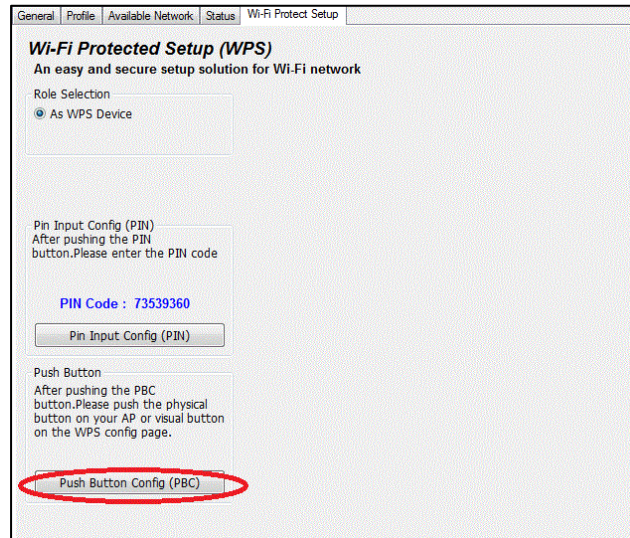 General Profile Available Network Status Wi-Fi Protect Setup
Wi-Fi Protected Setup (WPS)
An easy and secure setup solution for Wi-Fi network
Role Selection
As WPS Device
Pin Input Config (PIN)
After pushing the PIN
button.Please enter the PIN code
PIN Code : 73539360
Pin Input Config (PIN)
Push Button
After pushing the PBC
button.Please push the physical
button on your AP or visual button
on the WPS config page.
Push Button Config (PBC)